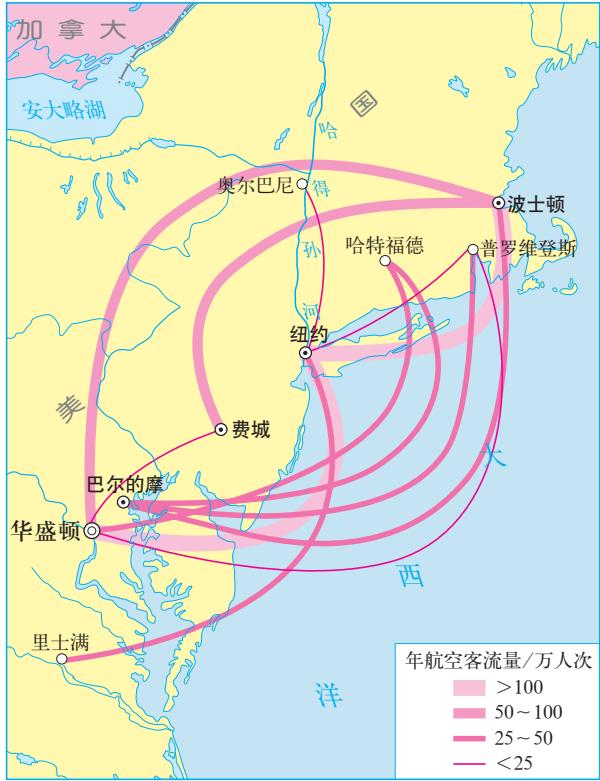 加拿大
安大略湖
美国
哈得孙河
奥尔巴尼
波士顿
哈特福德
普罗维登斯
纽约
费城
巴尔的摩
华盛顿
里士满
大西洋
年航空客流量/万人次
＞100
50～100
25～50
＜25